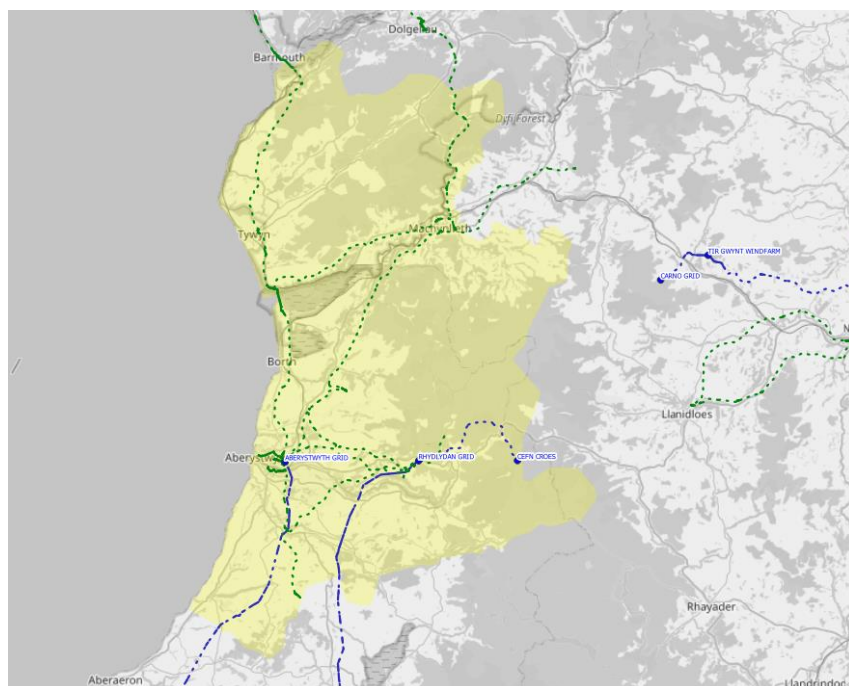 Dolgellau
Barmouth
Dyfi Forest
Machynlleth
Tywyn
TIR GWYNT WINDFARM
CARNO GRID
N
Borth
Llanidloes
Aberystwyth
ABERYSTWYTH GRID
RHYDLYDAN GRID
CEFN CROES
Rhayader
Aberaeron
Llandrindod